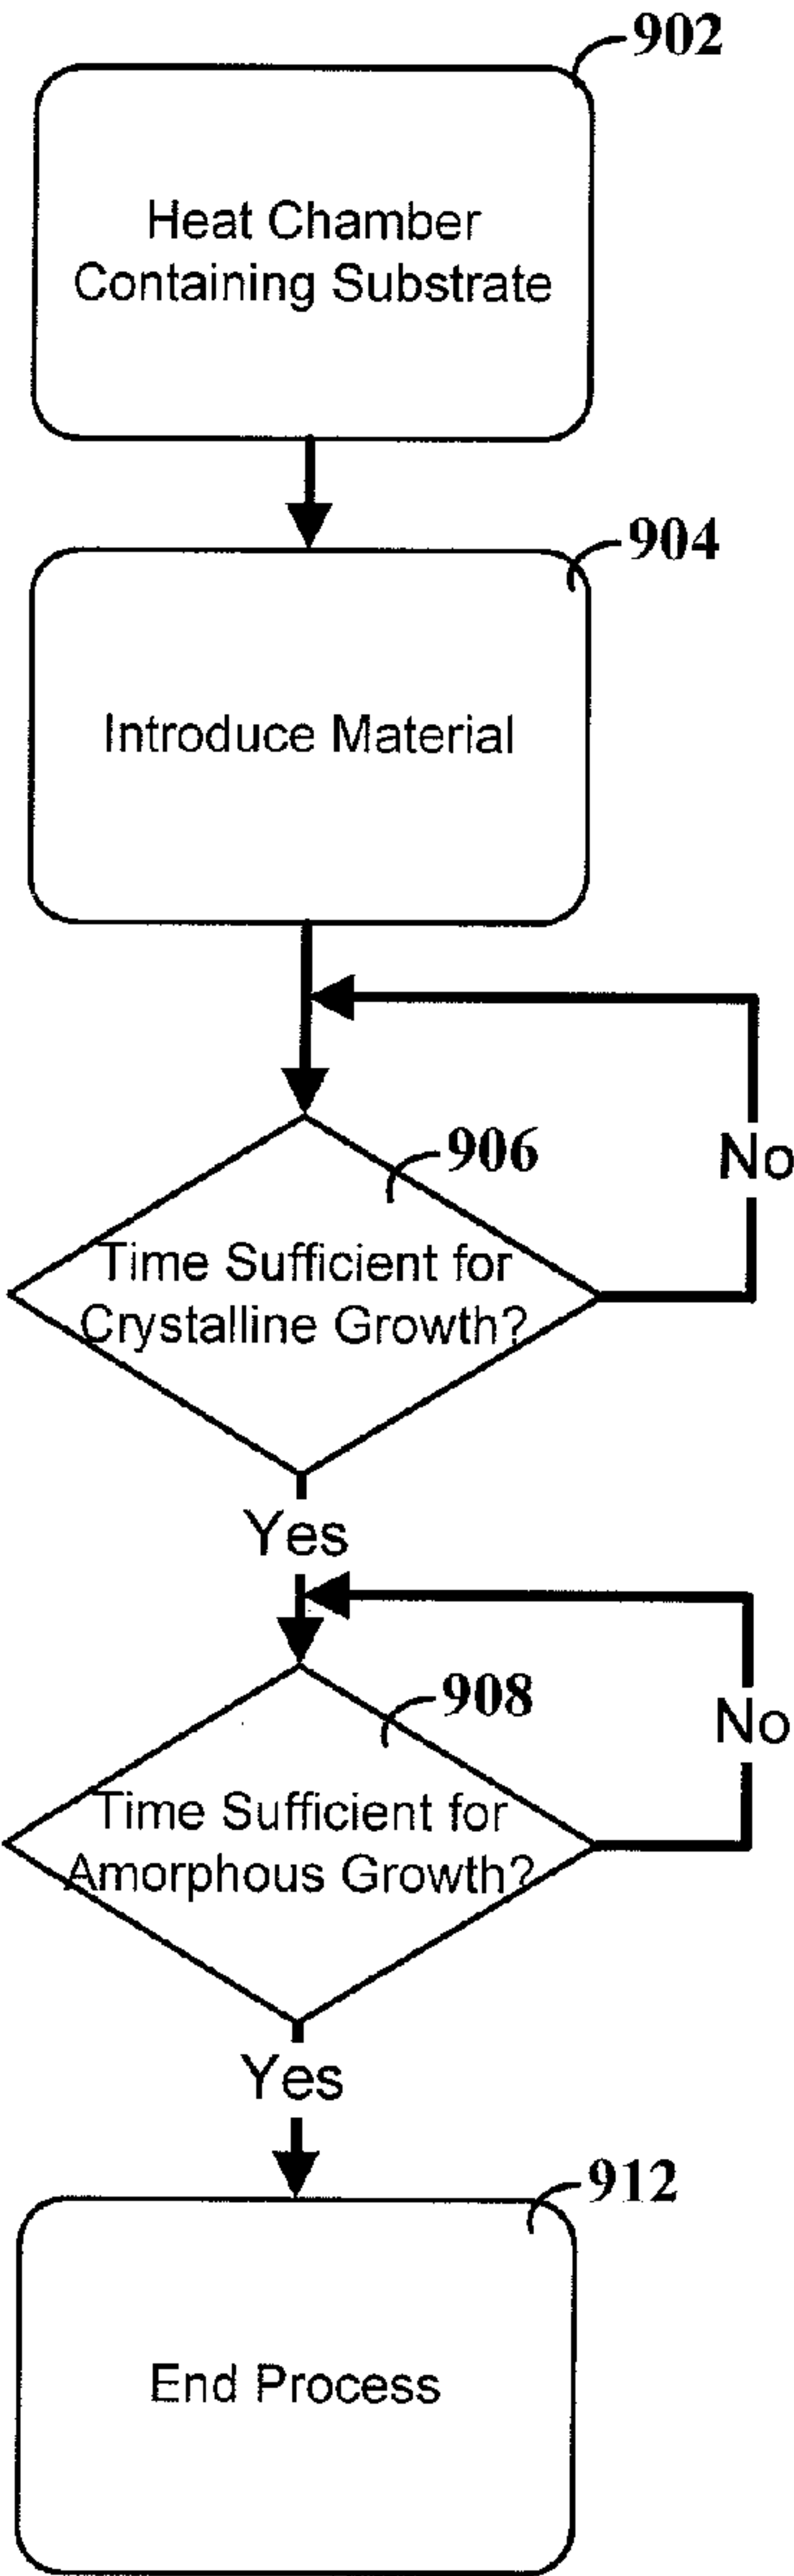 902
Heat Chamber
Containing Substrate
904
Introduce Material
906
No
Time Sufficient for
Crystalline Growth?
Yes
908
No
Time Sufficient for
Amorphous Growth?
Yes
912
End Process